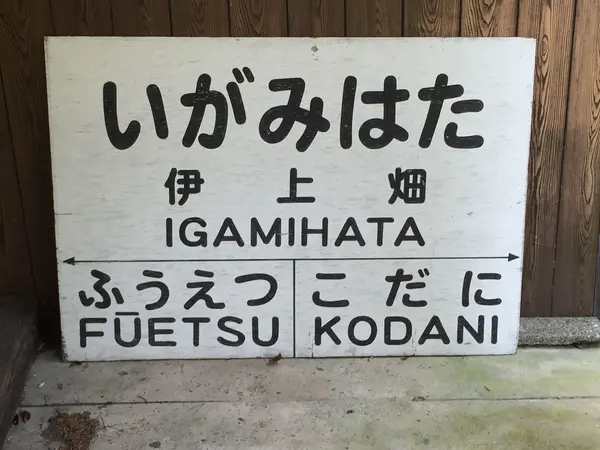 いがみはた
伊上畑
IGAMIHATA
ふうえつ こだに
FŪETSU KODANI